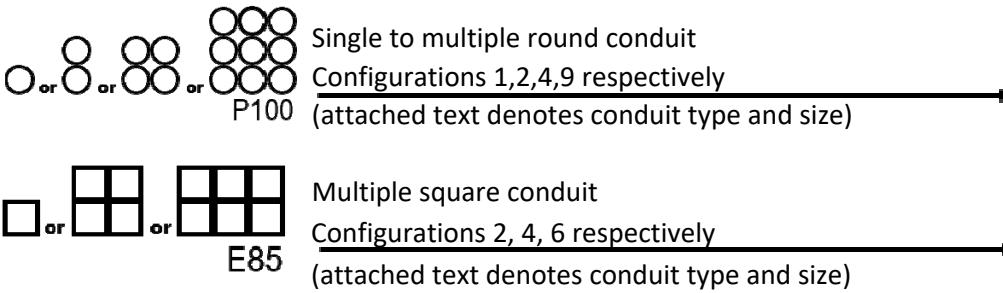 Single to multiple round conduit
or or or Configurations 1,2,4,9 respectively
P100 (attached text denotes conduit type and size)
Multiple square conduit
or or Configurations 2, 4, 6 respectively
E85
(attached text denotes conduit type and size)